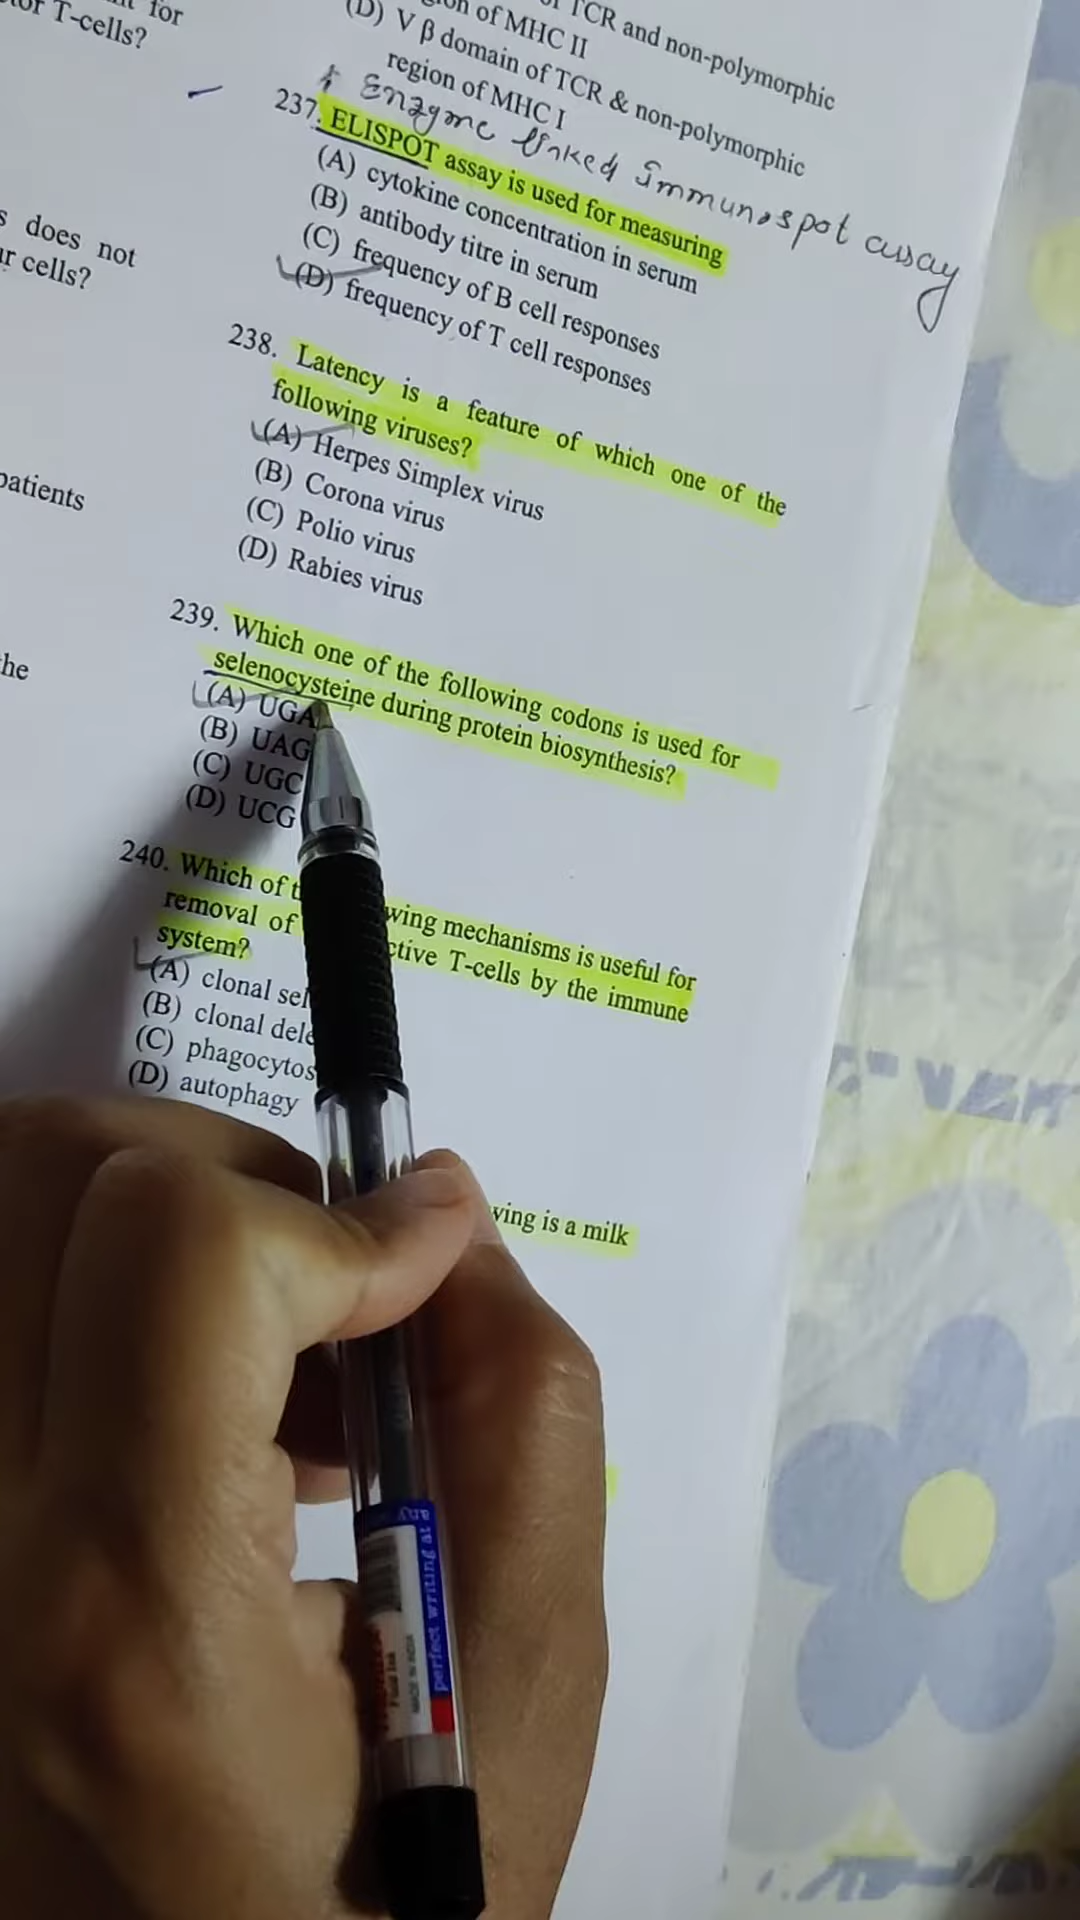 for
T-cells?
does not
cells?
patients
TCR and non-polymorphic
of MHC II
(D) V β domain of TCR & non-polymorphic
region of MHC I
Enzyme linked immunospot assay
237. ELISPOT assay is used for measuring
(A) cytokine concentration in serum
(B) antibody titre in serum
(C) frequency of B cell responses
(D) frequency of T cell responses
238. Latency is a feature of which one of the
following viruses?
(A) Herpes Simplex virus
(B) Corona virus
(C) Polio virus
(D) Rabies virus
239. Which one of the following codons is used for
selenocysteine during protein biosynthesis?
(A) UGA
(B) UAG
(C) UGC
(D) UCG
240. Which of wing mechanisms is useful for
removal of ctive T-cells by the immune
system?
(A) clonal sel
(B) clonal dele
(C) phagocytos
(D) autophagy
wing is a milk
perfect writing at